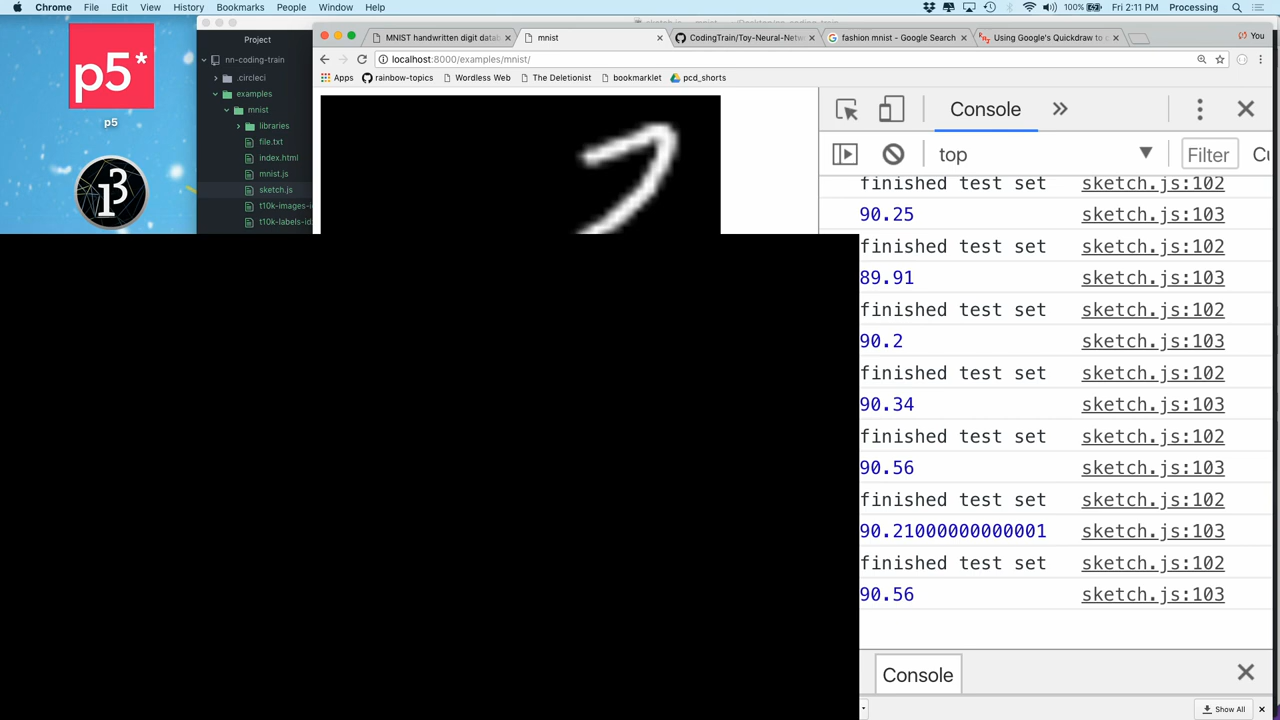 Chrome File Edit View History Bookmarks People Window Help 100% Fri 2:11 PM Processing
Project
nn-coding-train
.circleci
examples
mnist
libraries
file.txt
index.html
mnist.js
sketch.js
t10k-images-i
t10k-labels-id
p5*
p5
MNIST handwritten digit datab
mnist
CodingTrain/Toy-Neural-Netw
fashion mnist - Google Search
Using Google's Quickdraw to
You
localhost:8000/examples/mnist/
Apps rainbow-topics Wordless Web The Deletionist bookmarklet pcd_shorts
Console
top Filter
finished test set sketch.js:102
90.25 sketch.js:103
finished test set sketch.js:102
89.91 sketch.js:103
finished test set sketch.js:102
90.2 sketch.js:103
finished test set sketch.js:102
90.34 sketch.js:103
finished test set sketch.js:102
90.56 sketch.js:103
finished test set sketch.js:102
90.21000000000001 sketch.js:103
finished test set sketch.js:102
90.56 sketch.js:103
Console
Show All